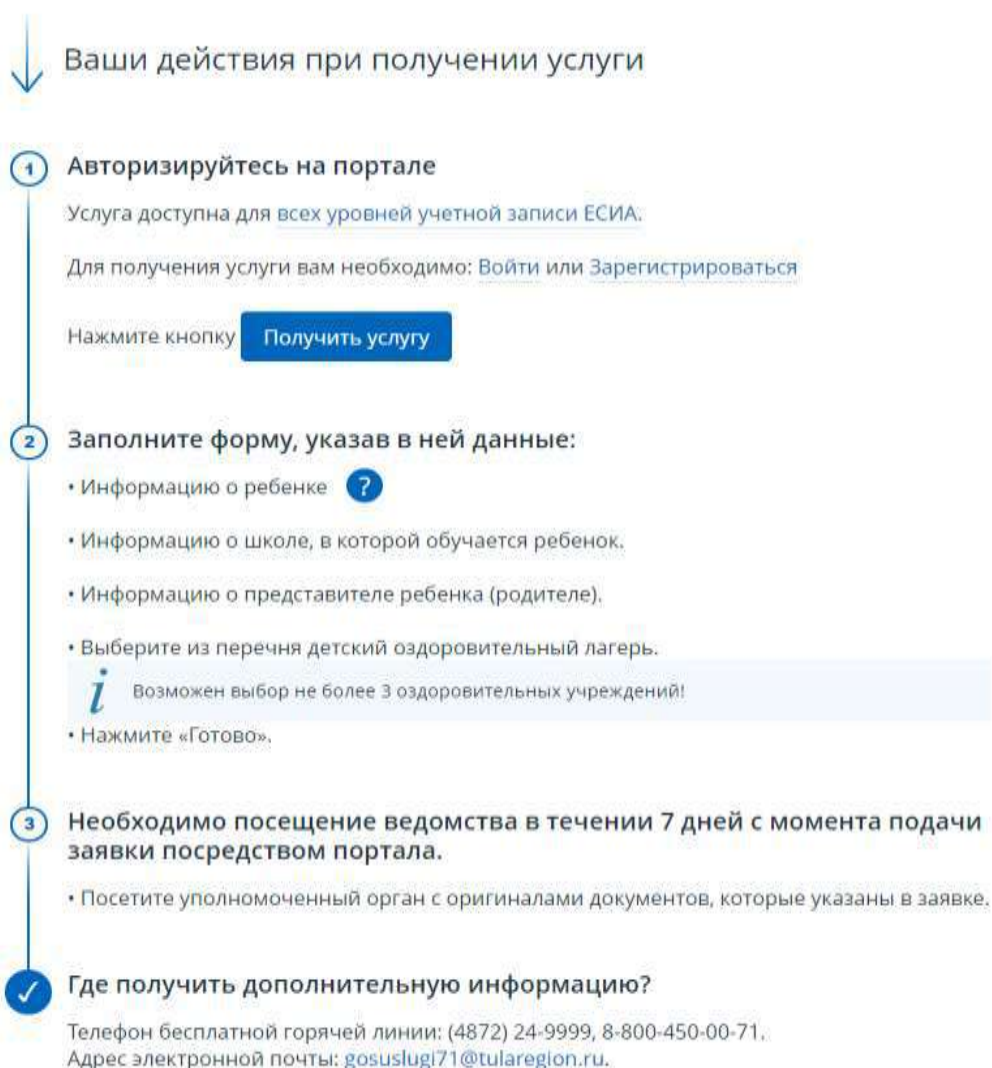 Ваши действия при получении услуги
1 Авторизируйтесь на портале
Услуга доступна для всех уровней учетной записи ЕСИА.
Для получения услуги вам необходимо: Войти или Зарегистрироваться
Нажмите кнопку Получить услугу
2 Заполните форму, указав в ней данные:
• Информацию о ребенке ?
• Информацию о школе, в которой обучается ребенок.
• Информацию о представителе ребенка (родителе).
• Выберите из перечня детский оздоровительный лагерь.
i Возможен выбор не более 3 оздоровительных учреждений!
• Нажмите «Готово».
3 Необходимо посещение ведомства в течении 7 дней с момента подачи
заявки посредством портала.
• Посетите уполномоченный орган с оригиналами документов, которые указаны в заявке.
Где получить дополнительную информацию?
Телефон бесплатной горячей линии: (4872) 24-9999, 8-800-450-00-71.
Адрес электронной почты: gosuslugi71@tularegion.ru.